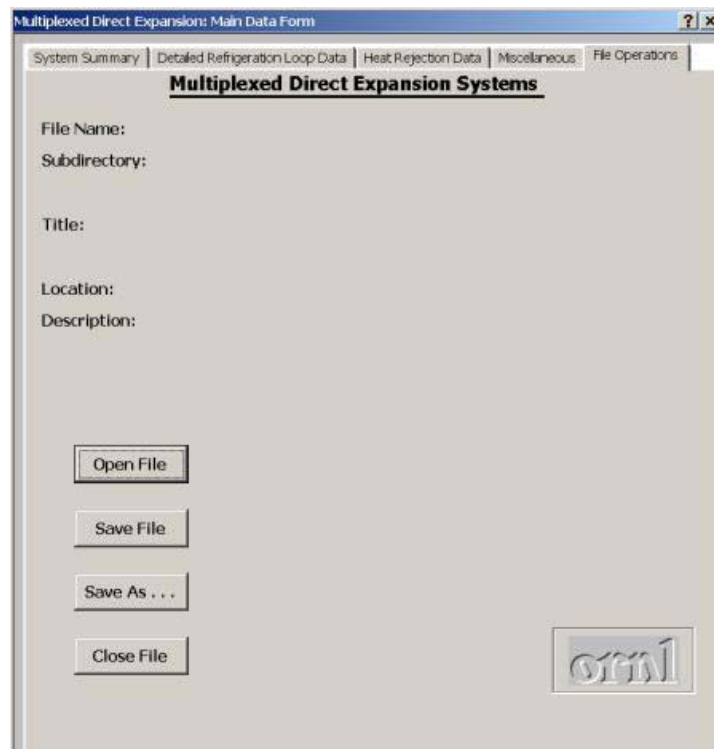 Multiplexed Direct Expansion: Main Data Form ? ×
System Summary Detailed Refrigeration Loop Data Heat Rejection Data Miscellaneous File Operations
Multiplexed Direct Expansion Systems
File Name:
Subdirectory:
Title:
Location:
Description:
Open File
Save File
Save As . . .
Close File
ornl